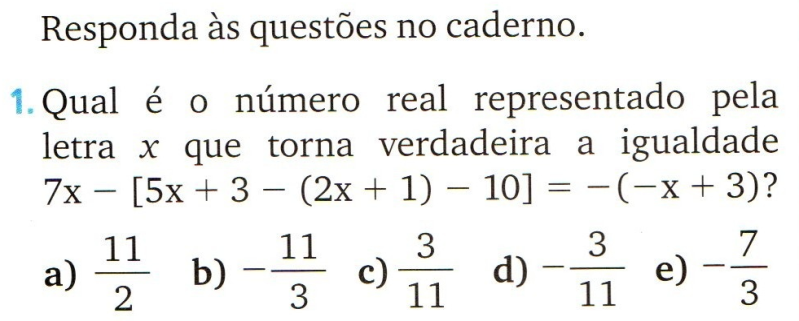 Responda às questões no caderno.
1. Qual é o número real representado pela
letra x que torna verdadeira a igualdade
7x − [5x + 3 − (2x + 1) − 10] = −(−x + 3)?
a) 11/2 b) −11/3 c) 3/11 d) −3/11 e) −7/3